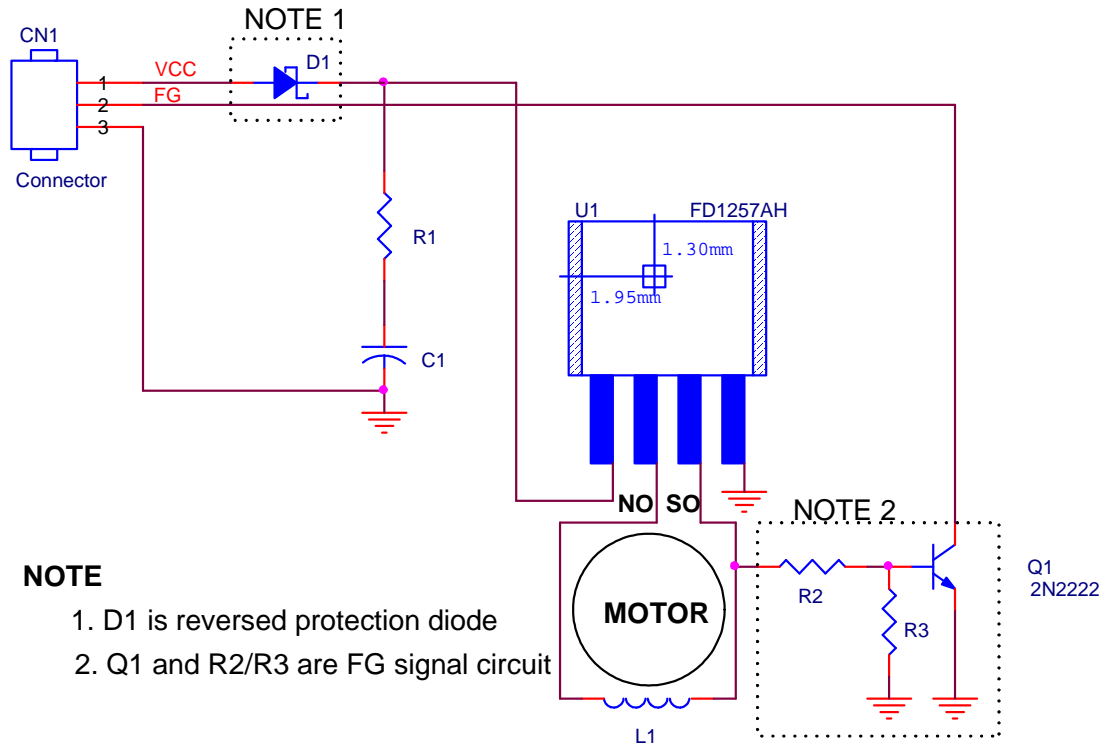 NOTE 1
CN1
D1
1
VCC
2
FG
3
Connector
R1
U1
FD1257AH
1.30mm
1.95mm
C1
NO
SO
NOTE 2
NOTE
1. D1 is reversed protection diode
2. Q1 and R2/R3 are FG signal circuit
MOTOR
R2
R3
Q1
2N2222
L1